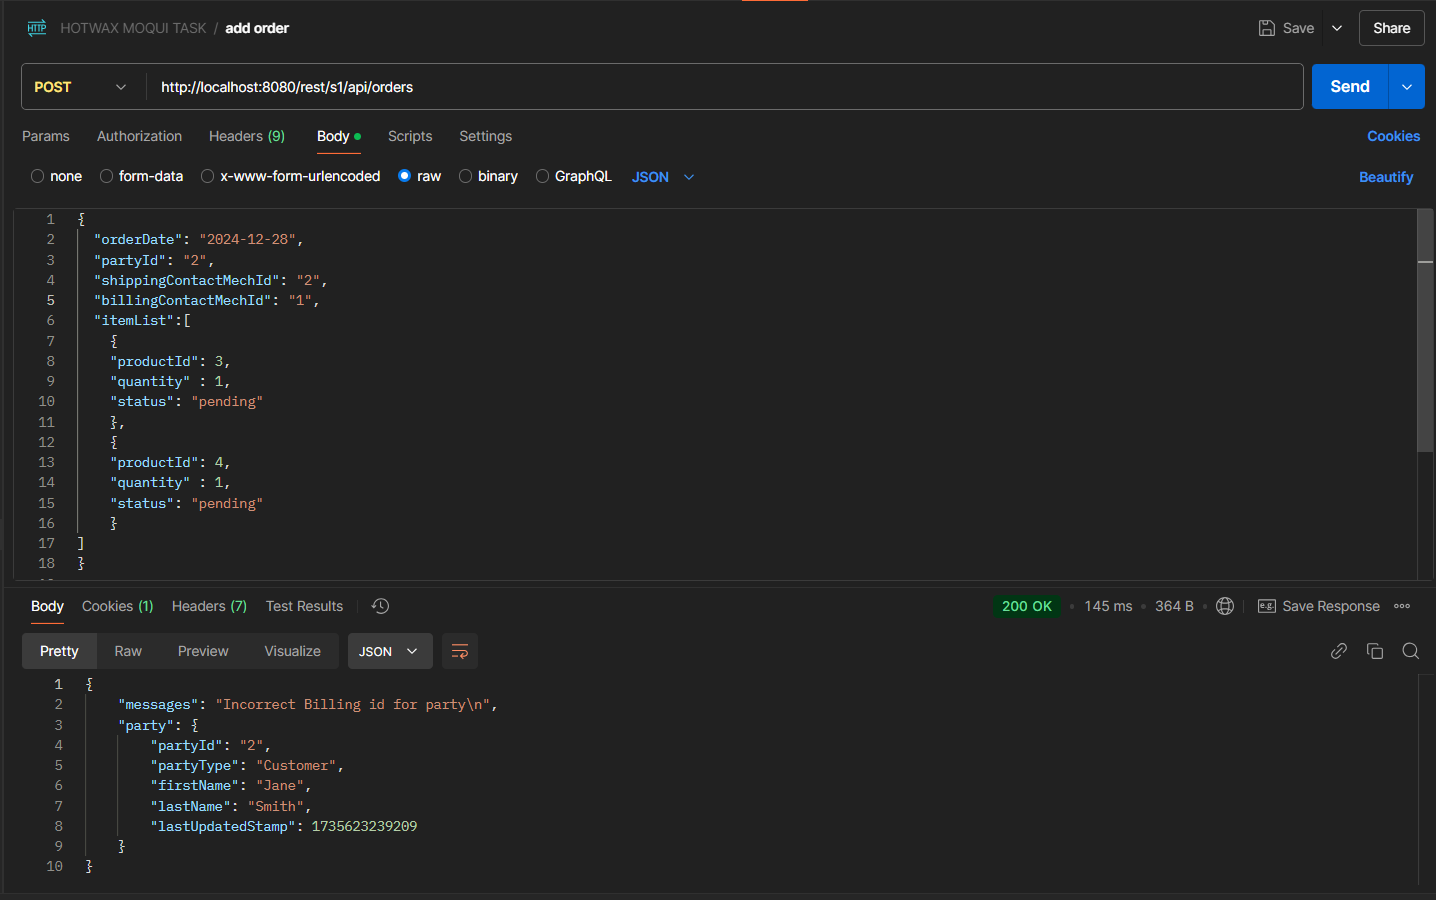 HTTP HOTWAX MOQUI TASK / add order Save Share
POST http://localhost:8080/rest/s1/api/orders Send
Params Authorization Headers (9) Body Scripts Settings Cookies
none form-data x-www-form-urlencoded raw binary GraphQL JSON Beautify
1 {
2 "orderDate": "2024-12-28",
3 "partyId": "2",
4 "shippingContactMechId": "2",
5 "billingContactMechId": "1",
6 "itemList":[
7 {
8 "productId": 3,
9 "quantity" : 1,
10 "status": "pending"
11 },
12 {
13 "productId": 4,
14 "quantity" : 1,
15 "status": "pending"
16 }
17 ]
18 }
Body Cookies (1) Headers (7) Test Results 200 OK • 145 ms • 364 B • e.g. Save Response
Pretty Raw Preview Visualize JSON
1 {
2 "messages": "Incorrect Billing id for party\n",
3 "party": {
4 "partyId": "2",
5 "partyType": "Customer",
6 "firstName": "Jane",
7 "lastName": "Smith",
8 "lastUpdatedStamp": 1735623239209
9 }
10 }